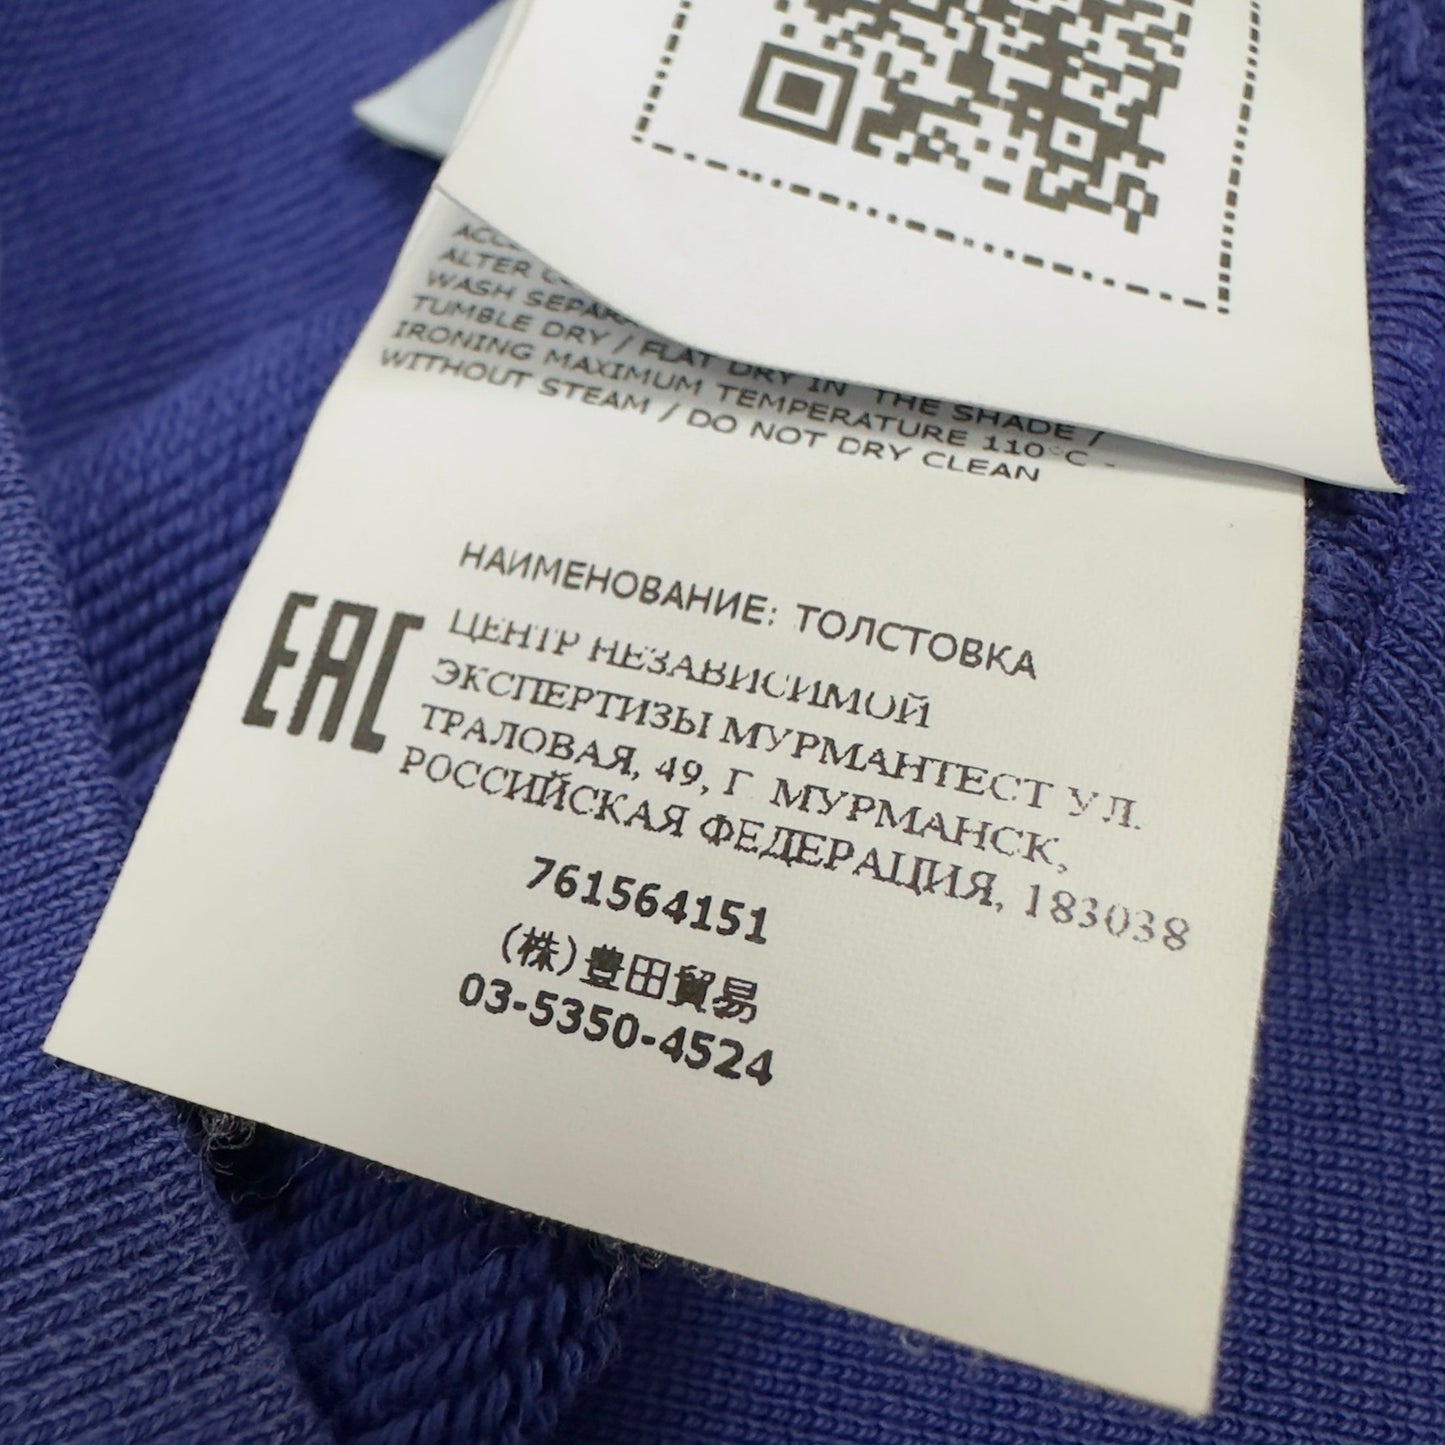 ALTER
WASH
TUMBLE DRY / FLAT DRY IN THE SHADE /
IRONING MAXIMUM TEMPERATURE 110°C -
WITHOUT STEAM / DO NOT DRY CLEAN
НАИМЕНОВАНИЕ: ТОЛСТОВКА
EAC
ЦЕНТР НЕЗАВИСИМОЙ
ЭКСПЕРТИЗЫ МУРМАНТЕСТ УЛ.
ТРАЛОВАЯ, 49, Г МУРМАНСК,
РОССИЙСКАЯ ФЕДЕРАЦИЯ, 183038
761564151
(株)豊田貿易
03-5350-4524